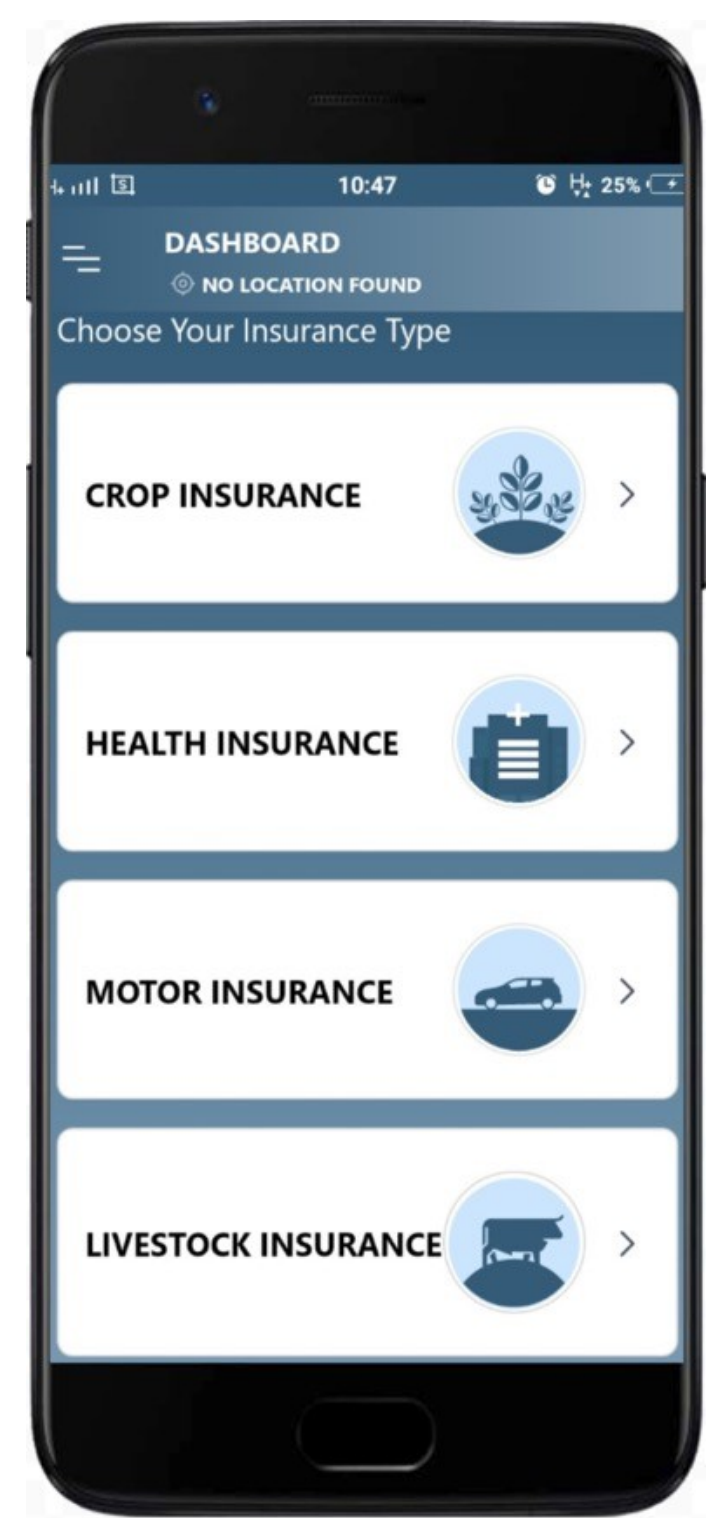 10:47
25%
DASHBOARD
NO LOCATION FOUND
Choose Your Insurance Type
CROP INSURANCE
HEALTH INSURANCE
MOTOR INSURANCE
LIVESTOCK INSURANCE